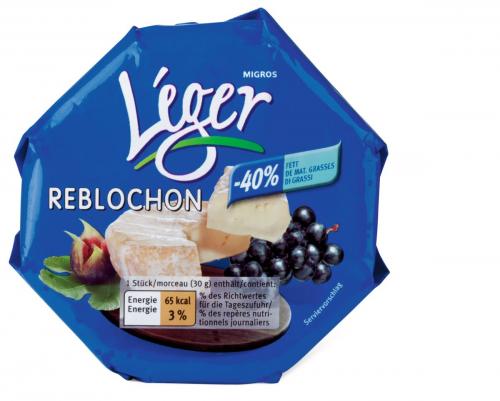 MIGROS
Léger
-40%
FETT
DE MAT. GRASSES
DI GRASSI
REBLOCHON
1 Stück/morceau (30 g) enthält/contient:
Energie
Energie
65 kcal
3 %
% des Richtwertes
für die Tageszufuhr/
% des repères nutri-
tionnels journaliers
Serviervorschlag